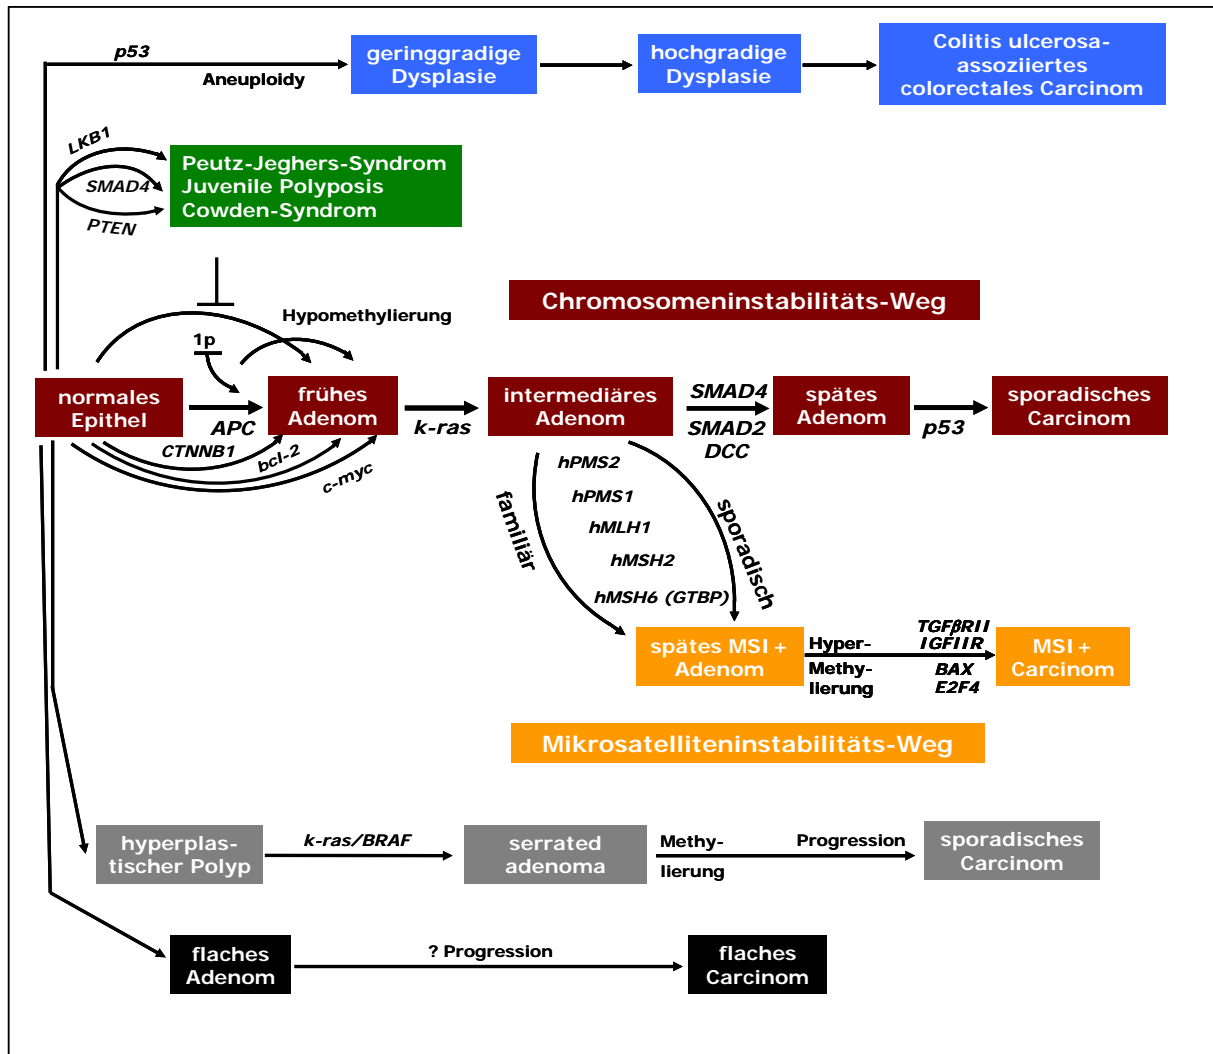 p53
Aneuploidy
geringgradige
Dysplasie
hochgradige
Dysplasie
Colitis ulcerosa-
assoziiertes
colorectales Carcinom
LKB1
SMAD4
PTEN
Peutz-Jeghers-Syndrom
Juvenile Polyposis
Cowden-Syndrom
Chromosomeninstabilitäts-Weg
Hypomethylierung
1p
normales
Epithel
APC
CTNNB1
bcl-2
c-myc
frühes
Adenom
k-ras
intermediäres
Adenom
SMAD4
SMAD2
DCC
spätes
Adenom
p53
sporadisches
Carcinom
familiär
hPMS2
hPMS1
hMLH1
hMSH2
hMSH6 (GTBP)
sporadisch
spätes MSI+
Adenom
Hyper-
Methy-
lierung
TGFβRII
IGFIIR
BAX
E2F4
MSI+
Carcinom
Mikrosatelliteninstabilitäts-Weg
hyperplas-
tischer Polyp
k-ras/BRAF
serrated
adenoma
Methy-
lierung
Progression
sporadisches
Carcinom
flaches
Adenom
? Progression
flaches
Carcinom